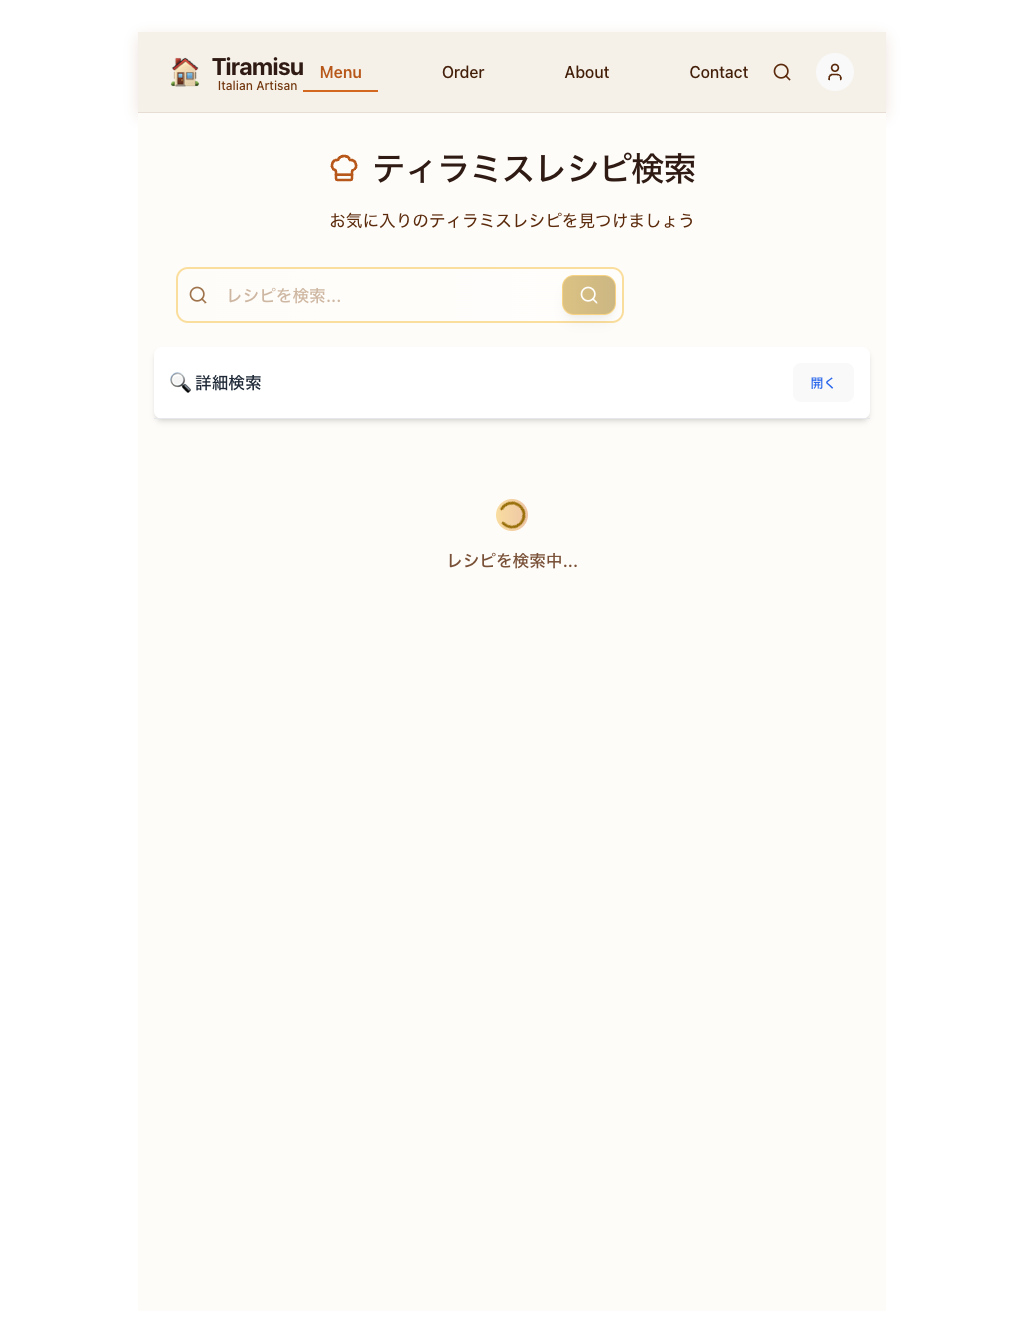 Tiramisu
Italian Artisan
Menu
Order
About
Contact
ティラミスレシピ検索
お気に入りのティラミスレシピを見つけましょう
レシピを検索...
詳細検索
開く
レシピを検索中...